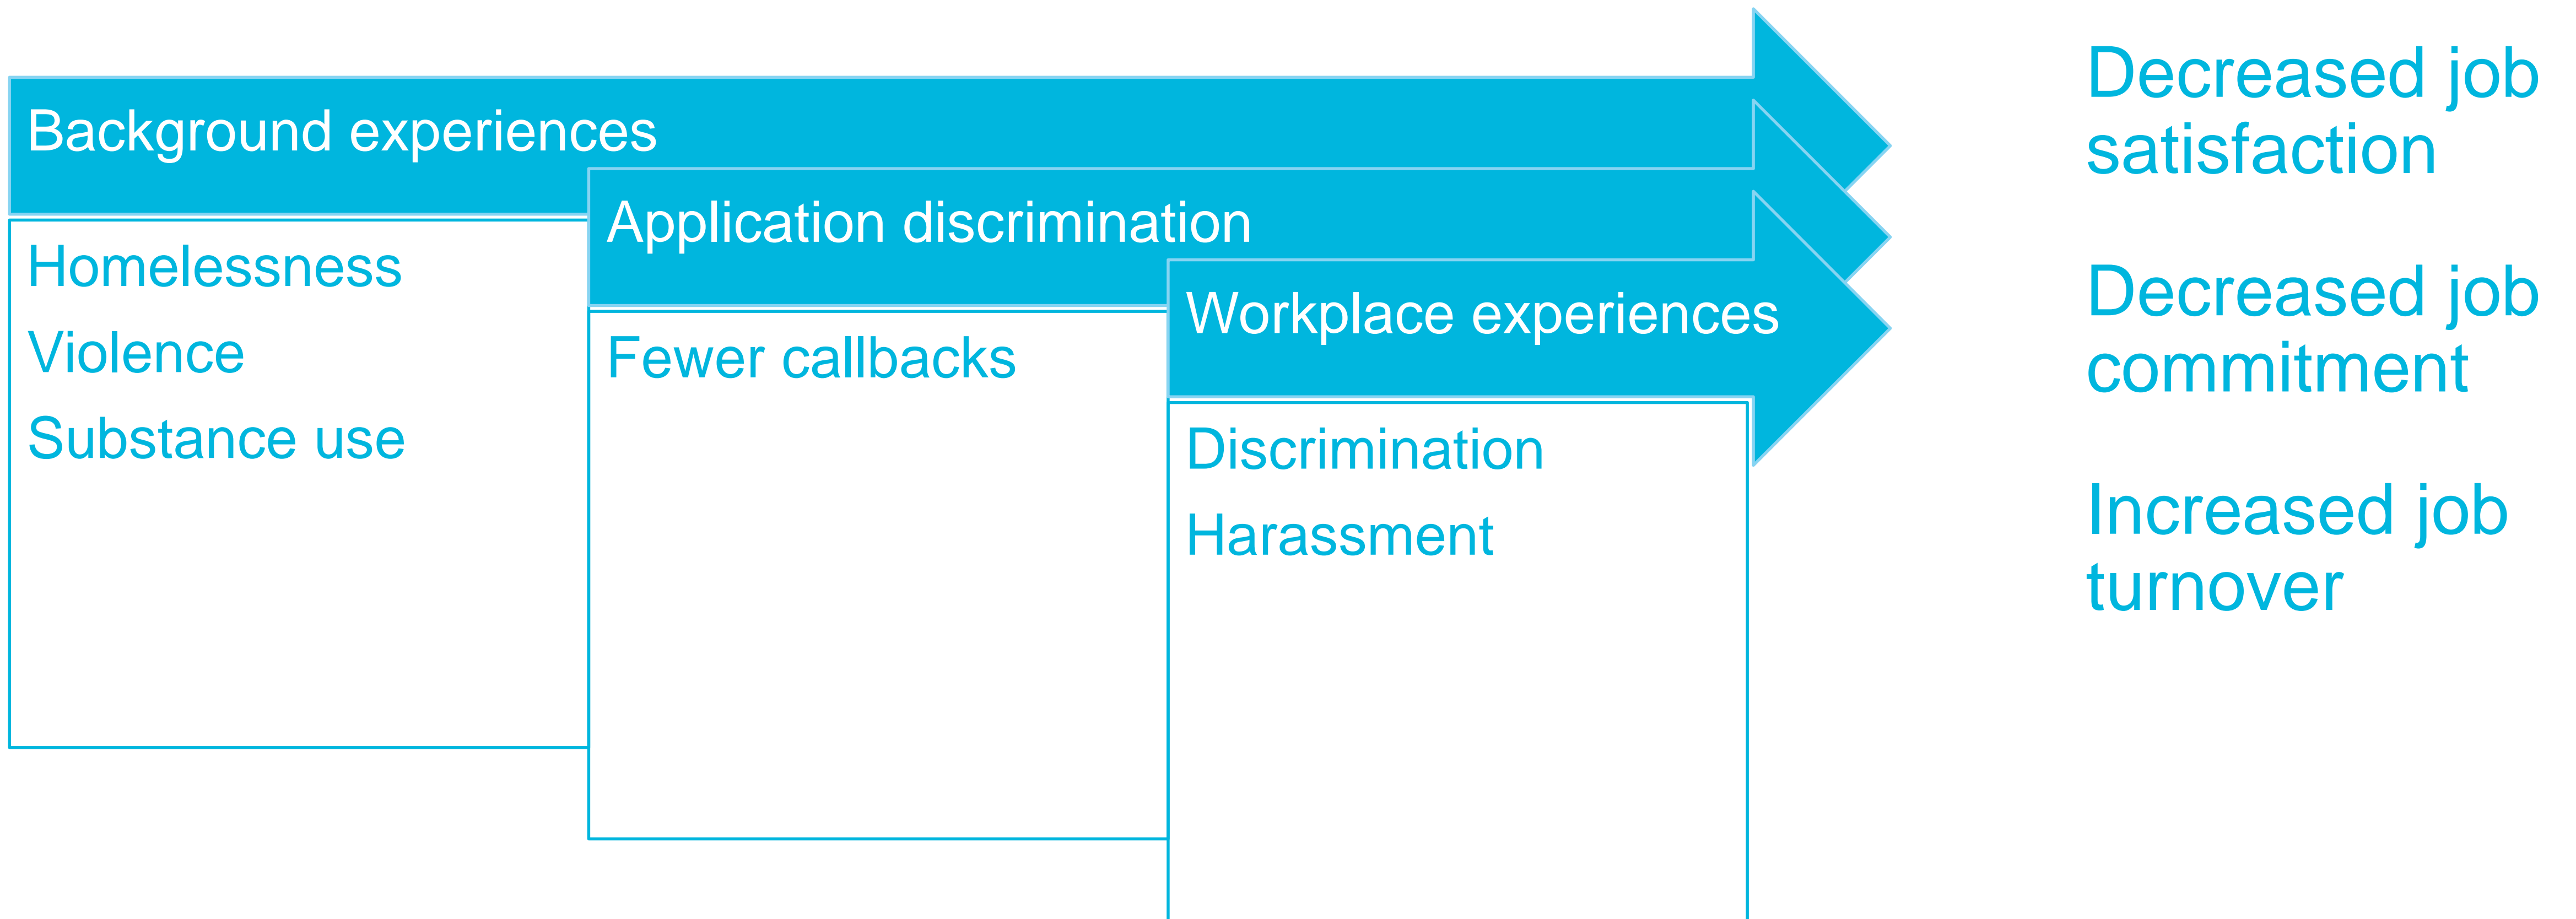 Background experiences
Homelessness
Violence
Substance use
Application discrimination
Fewer callbacks
Workplace experiences
Discrimination
Harassment
Decreased job
satisfaction
Decreased job
commitment
Increased job
turnover